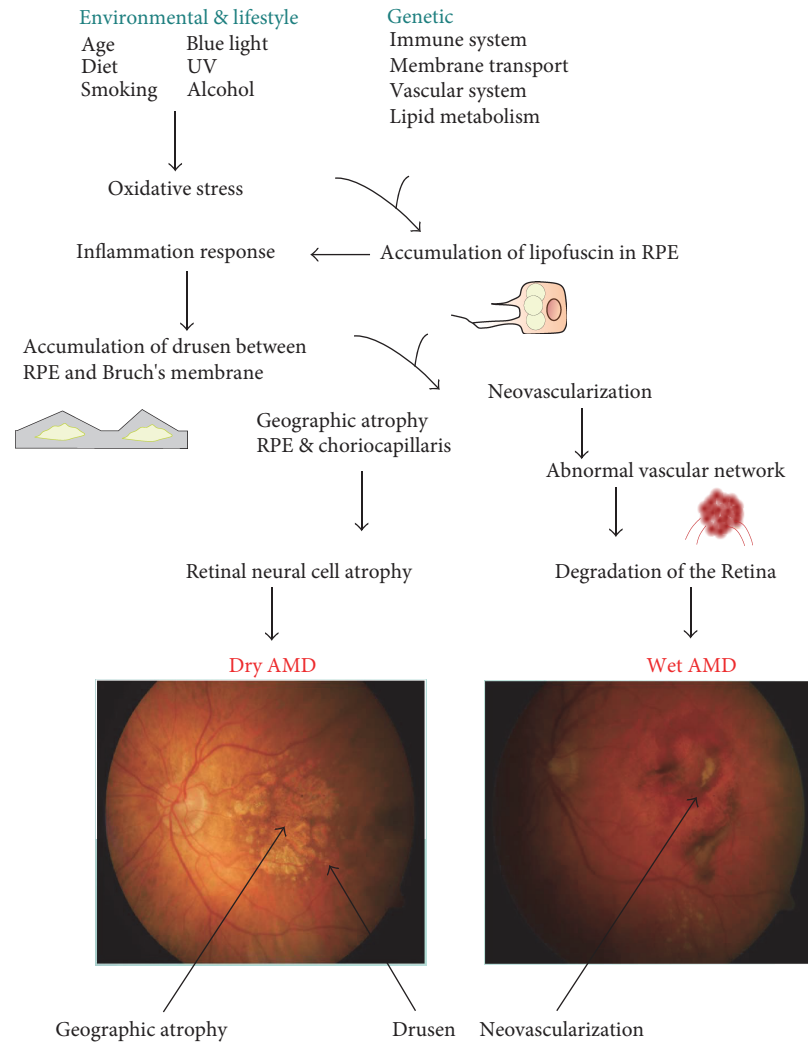 Environmental & lifestyle
Age
Blue light
Diet
UV
Smoking
Alcohol
Genetic
Immune system
Membrane transport
Vascular system
Lipid metabolism
Oxidative stress
Inflammation response
Accumulation of lipofuscin in RPE
Accumulation of drusen between
RPE and Bruch's membrane
Neovascularization
Geographic atrophy
RPE & choriocapillaris
Abnormal vascular network
Retinal neural cell atrophy
Degradation of the Retina
Dry AMD
Wet AMD
Geographic atrophy
Drusen
Neovascularization